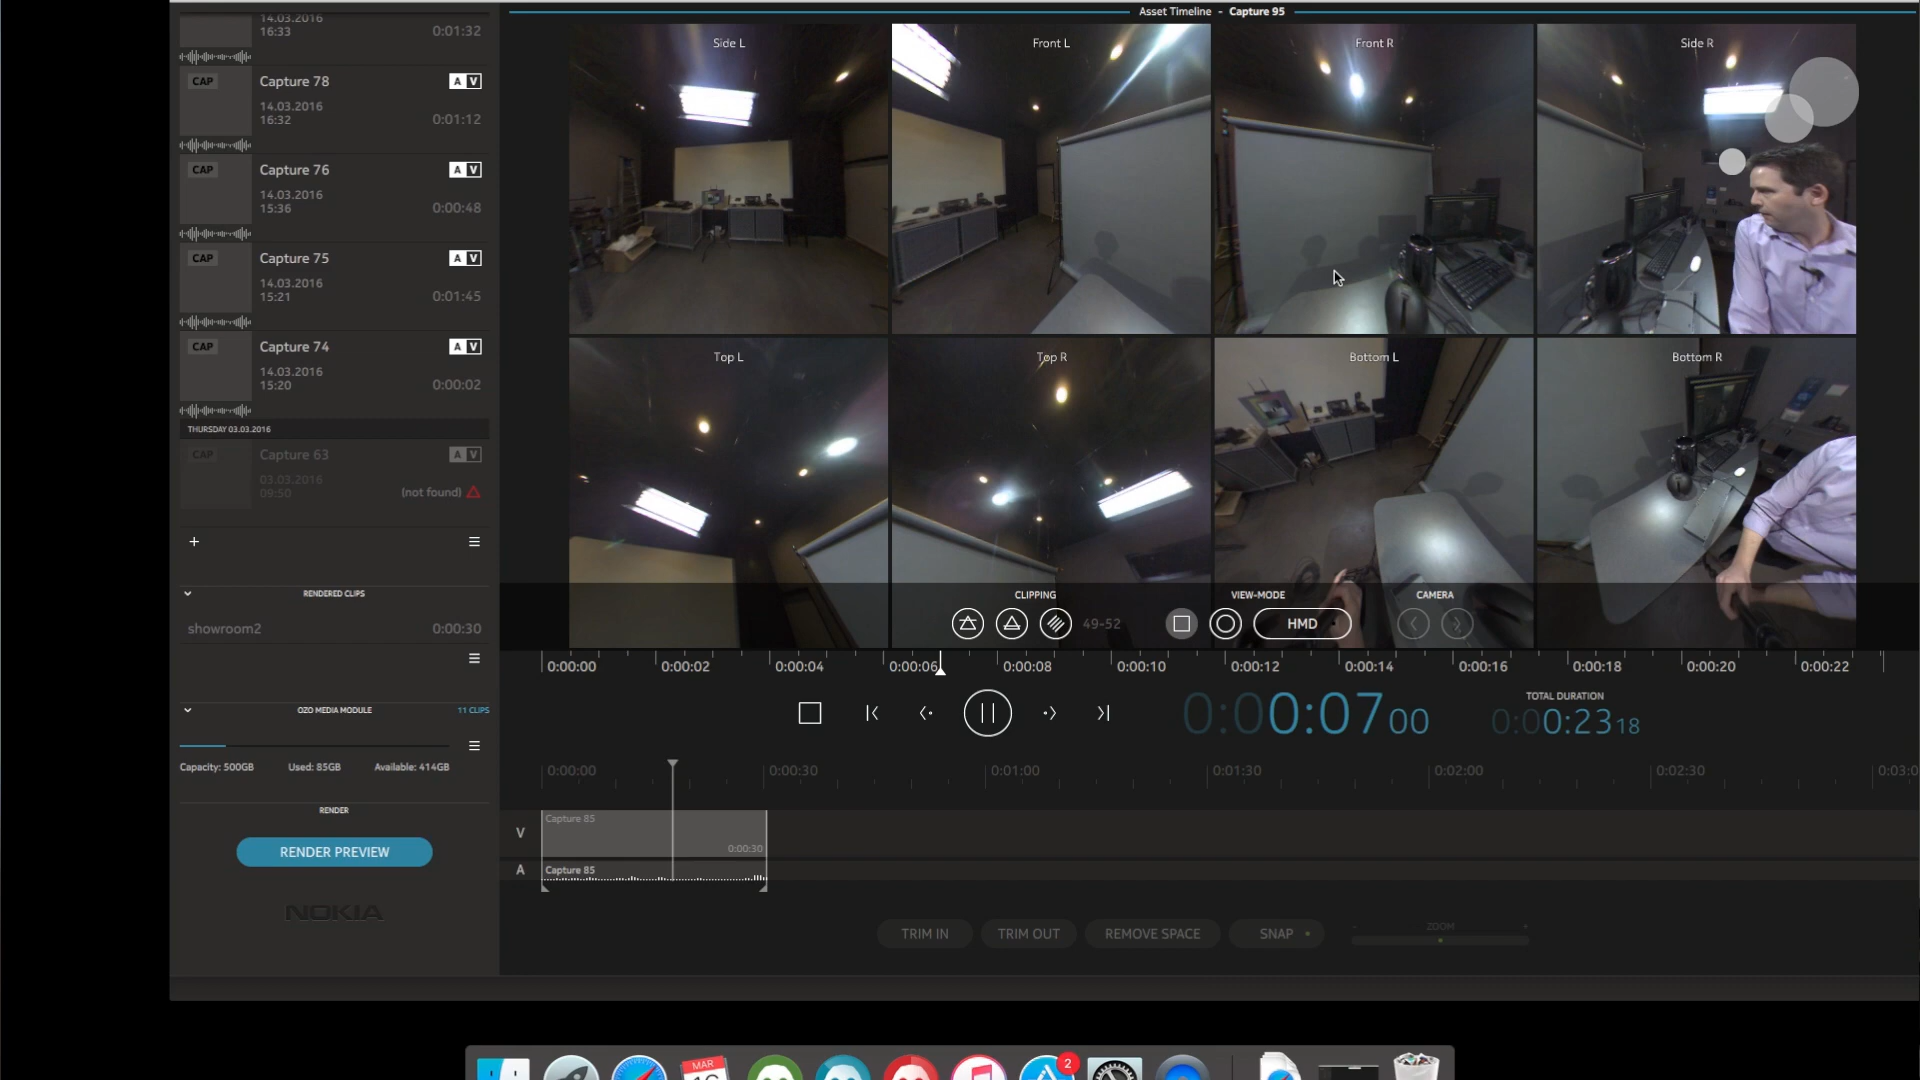 Asset Timeline - Capture 95
14.03.2016
16:33
0:01:32
CAP
Capture 78
A V
14.03.2016
16:32
0:01:12
CAP
Capture 76
A V
14.03.2016
15:36
0:00:48
CAP
Capture 75
A V
14.03.2016
15:21
0:01:45
CAP
Capture 74
A V
14.03.2016
15:20
0:00:02
THURSDAY 03.03.2016
CAP
Capture 63
A V
03.03.2016
09:50
(not found)
RENDERED CLIPS
showroom2
0:00:30
OZO MEDIA MODULE
11 CLIPS
Capacity: 500GB Used: 85GB Available: 414GB
RENDER
RENDER PREVIEW
NOKIA
Side L
Front L
Front R
Side R
Top L
Top R
Bottom L
Bottom R
CLIPPING
49-52
VIEW-MODE
HMD
CAMERA
0:00:00 0:00:02 0:00:04 0:00:06 0:00:08 0:00:10 0:00:12 0:00:14 0:00:16 0:00:18 0:00:20 0:00:22
0:00:07 00
TOTAL DURATION
0:00:23 18
0:00:00 0:00:30 0:01:00 0:01:30 0:02:00 0:02:30 0:03:0
V
Capture 85
0:00:30
A
Capture 85
TRIM IN
TRIM OUT
REMOVE SPACE
SNAP
ZOOM
MAR
2